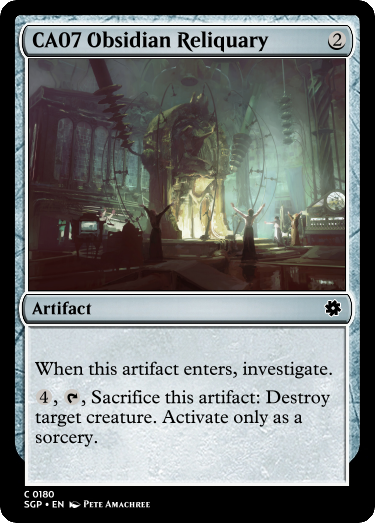 CA07 Obsidian Reliquary 2
Artifact
When this artifact enters, investigate.
4, T, Sacrifice this artifact: Destroy
target creature. Activate only as a
sorcery.
C 0180
SGP • EN Pete Amachree